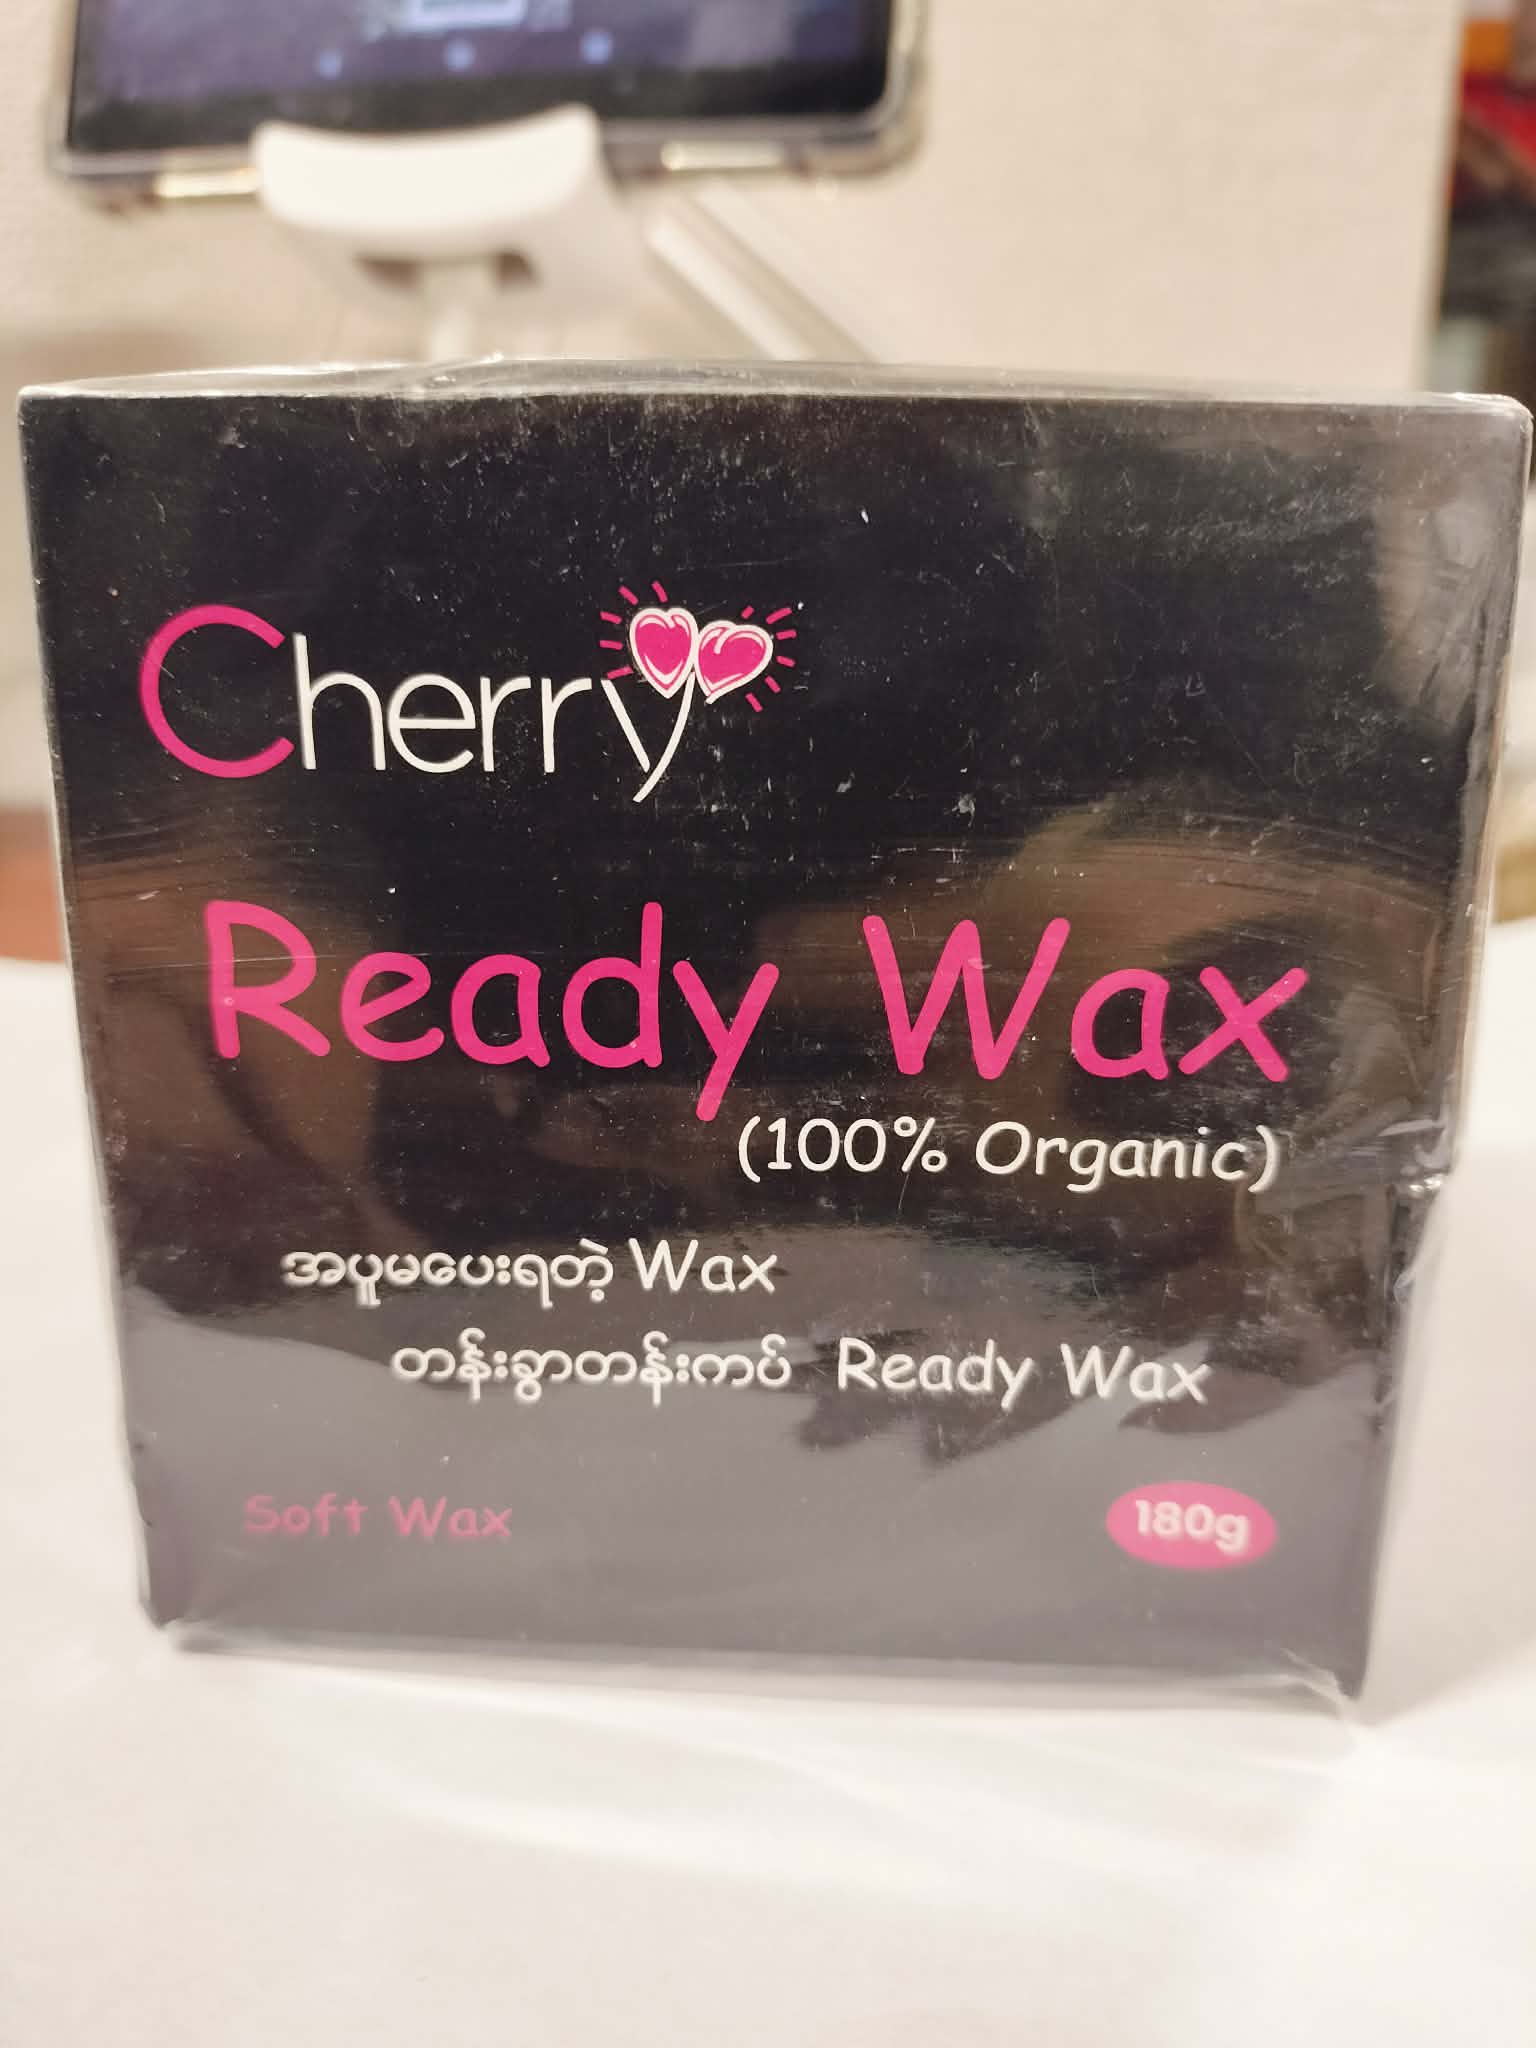 Cherry
Ready Wax
(100% Organic)
အပူမပေးရတဲ့ Wax
တန်းခွာတန်းကပ် Ready Wax
Soft Wax
180g